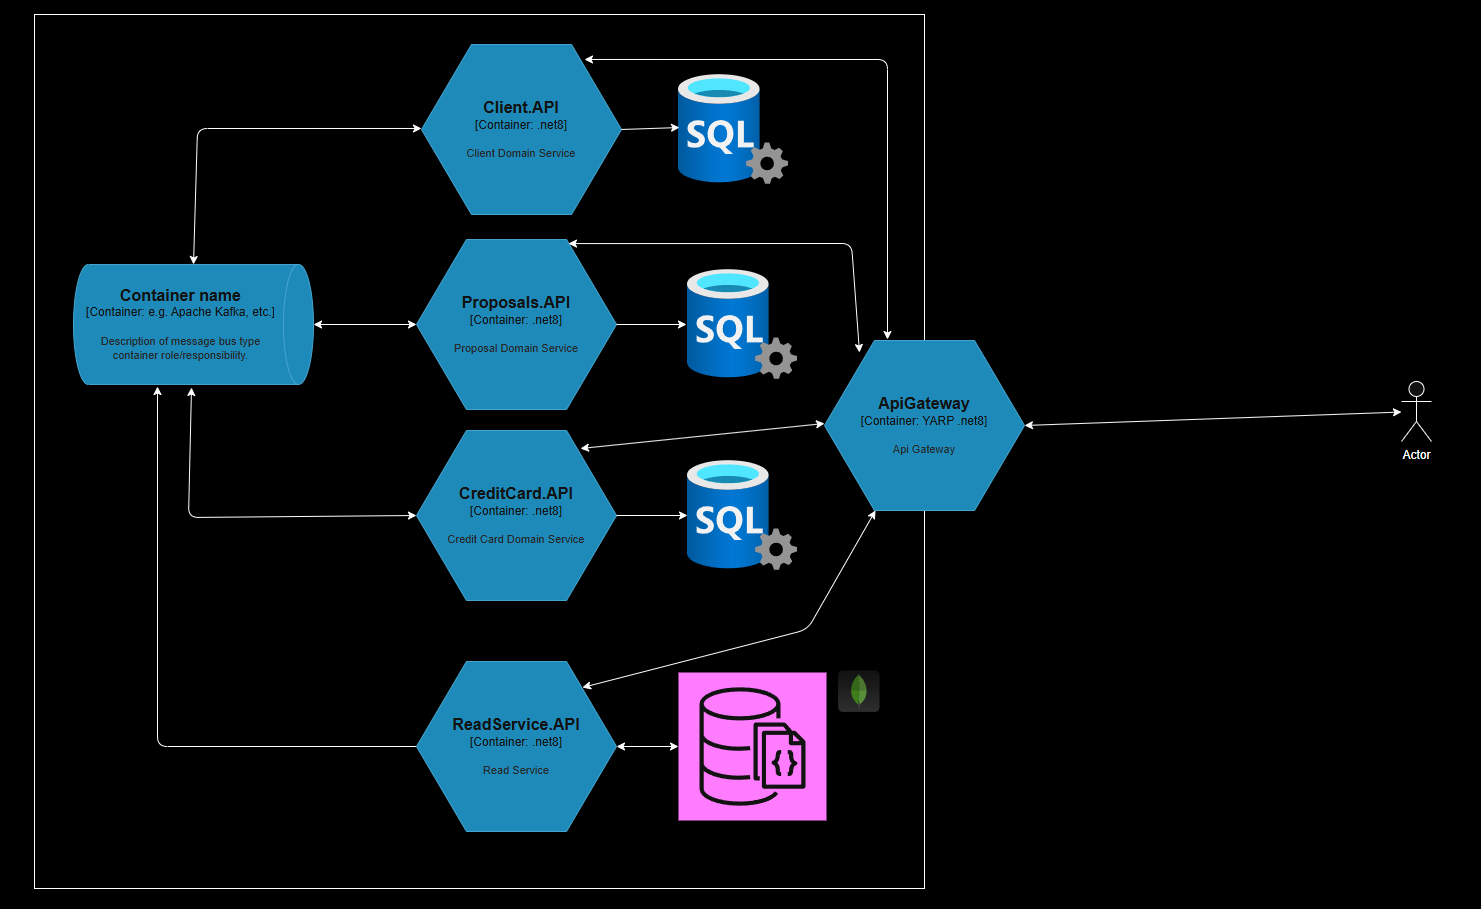 Client.API
[Container: .net8]
Client Domain Service
SQL
Container name
[Container: e.g. Apache Kafka, etc.]
Description of message bus type
container role/responsibility.
Proposals.API
[Container: .net8]
Proposal Domain Service
SQL
ApiGateway
[Container: YARP .net8]
Api Gateway
Actor
CreditCard.API
[Container: .net8]
Credit Card Domain Service
SQL
ReadService.API
[Container: .net8]
Read Service
{}